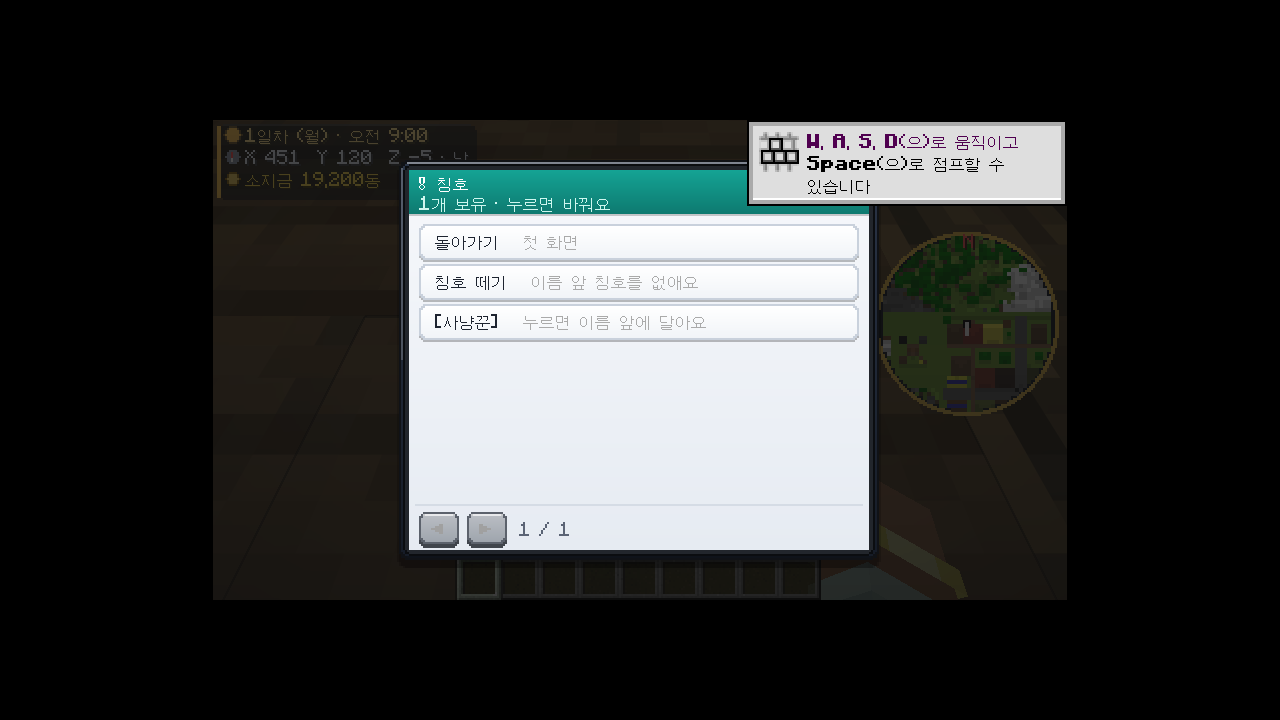 1일차 (월) · 오전 9:00
X 451 Y 120 Z -5 · 남
소지금 19,200동
W, A, S, D(으)로 움직이고
Space(으)로 점프할 수
있습니다
칭호
1개 보유 · 누르면 바꿔요
돌아가기 첫 화면
칭호 떼기 이름 앞 칭호를 없애요
[사냥꾼] 누르면 이름 앞에 달아요
1 / 1